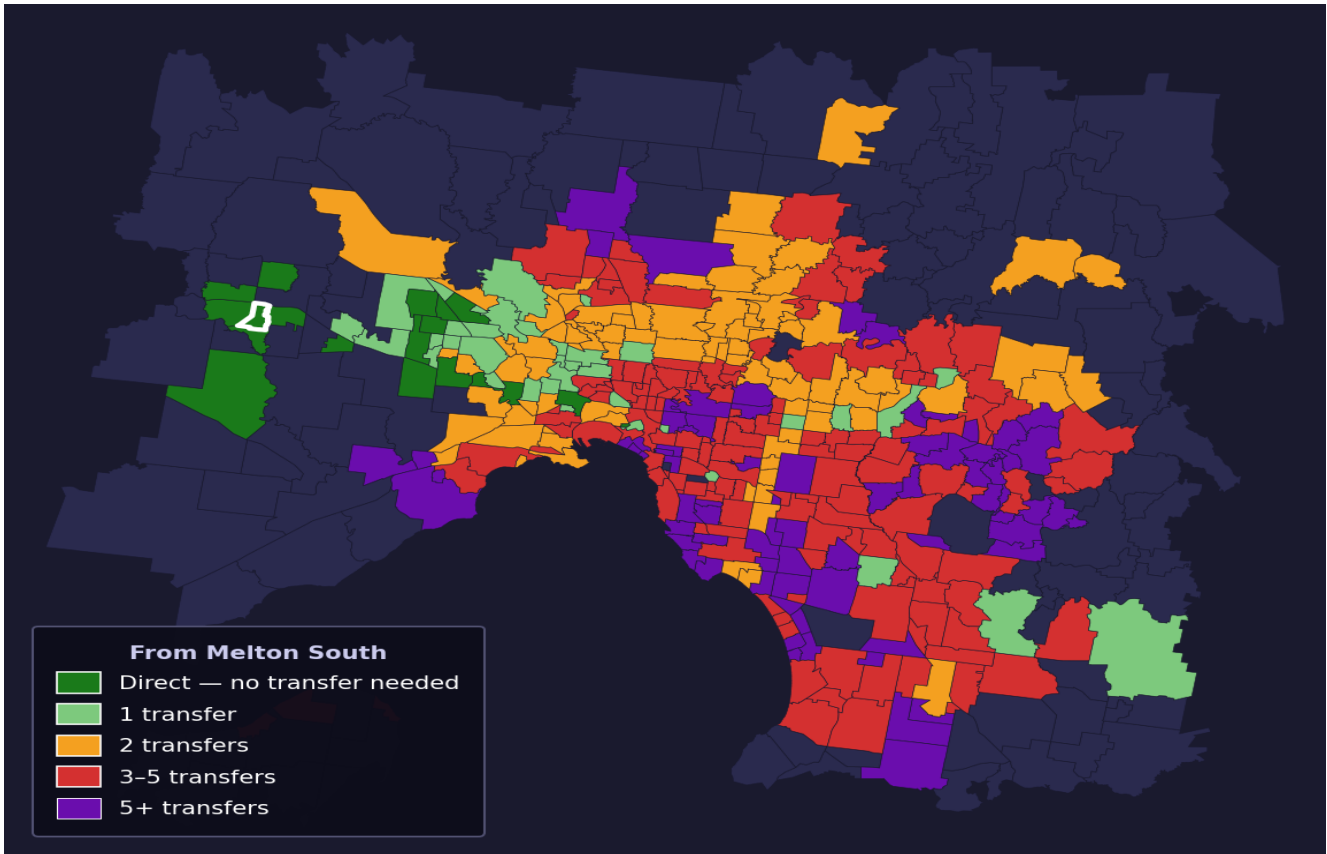 From Melton South
Direct — no transfer needed
1 transfer
2 transfers
3–5 transfers
5+ transfers